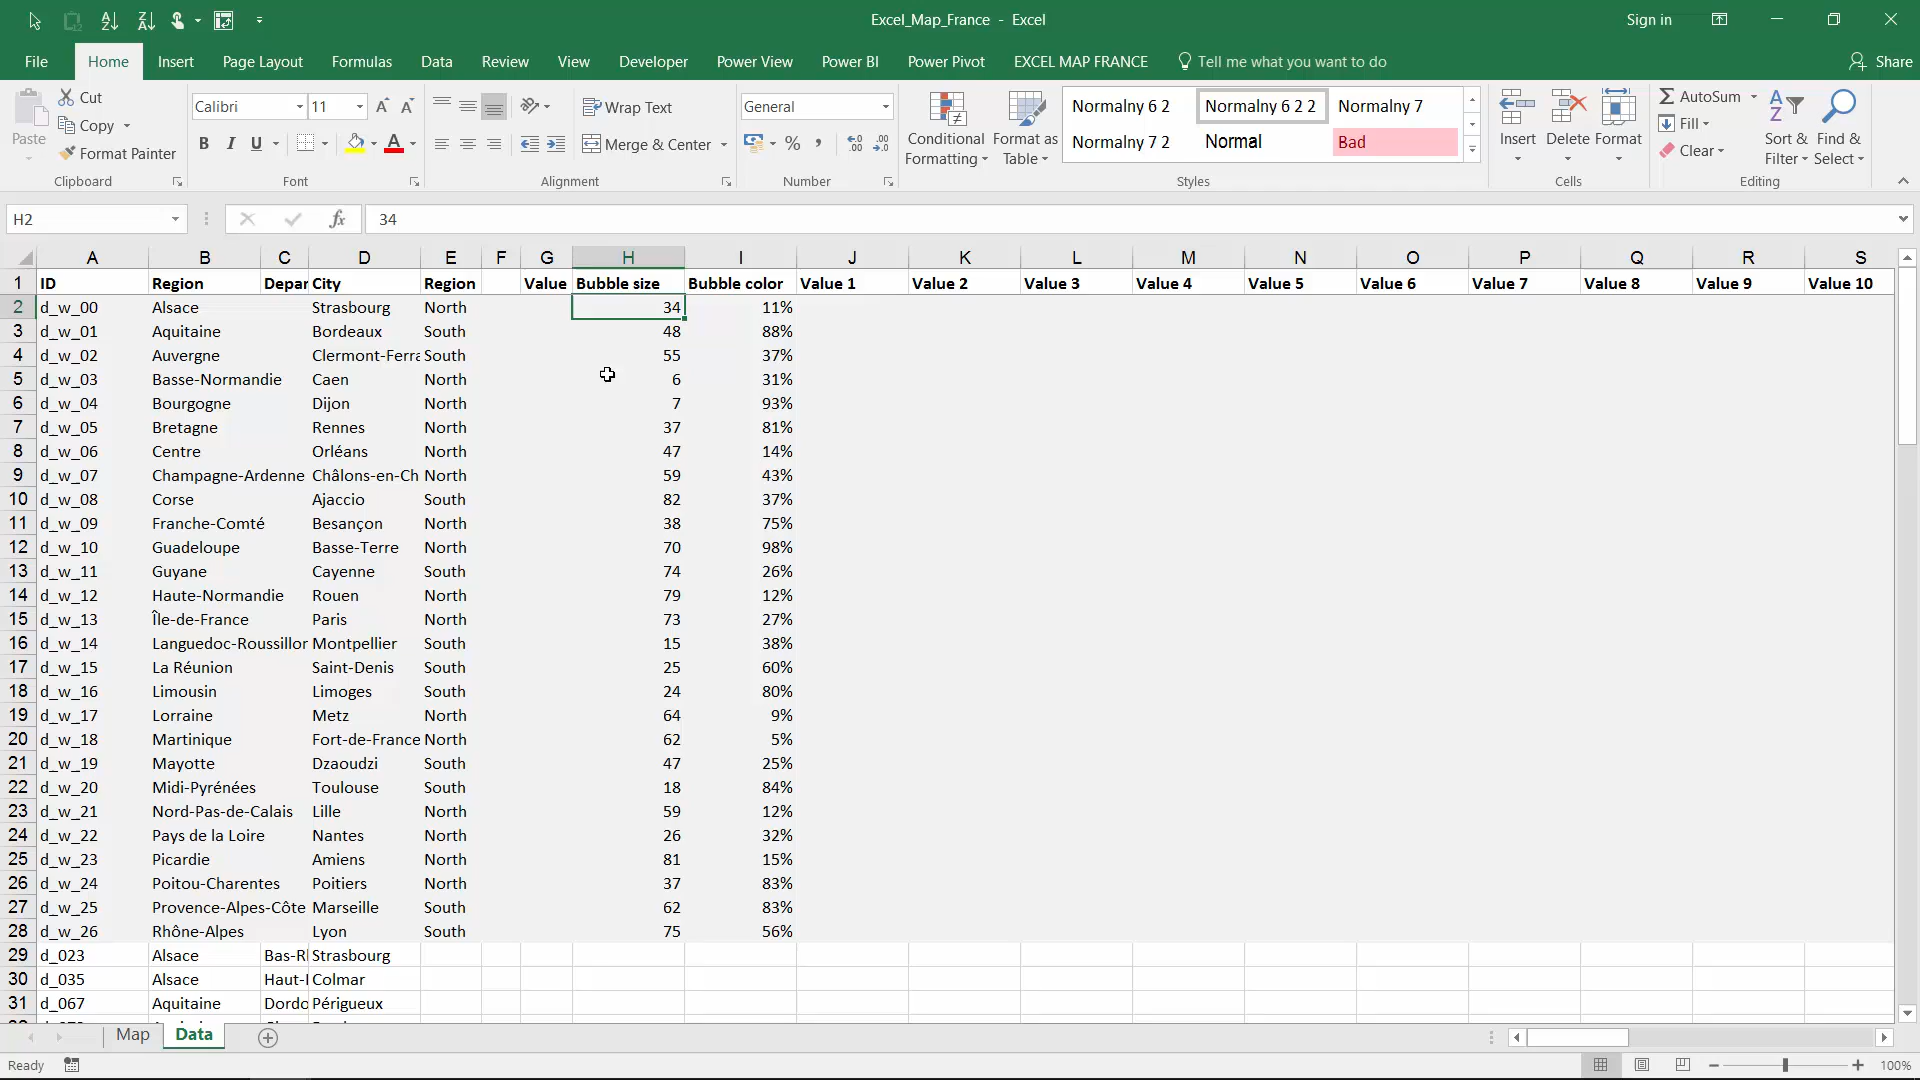 Excel_Map_France - Excel
Sign in
File Home Insert Page Layout Formulas Data Review View Developer Power View Power BI Power Pivot EXCEL MAP FRANCE Tell me what you want to do Share
Paste
Cut
Copy
Format Painter
Clipboard
Calibri 11
B I U
Font
Wrap Text
Merge & Center
Alignment
General
Number
Conditional Formatting
Format as Table
Normalny 6 2 Normalny 6 2 2 Normalny 7
Normalny 7 2 Normal Bad
Styles
Insert Delete Format
Cells
AutoSum
Fill
Clear
Sort & Filter
Find & Select
Editing
H2 fx 34
A B C D E F G H I J K L M N O P Q R S
1 ID Region Depar City Region Value Bubble size Bubble color Value 1 Value 2 Value 3 Value 4 Value 5 Value 6 Value 7 Value 8 Value 9 Value 10
2 d_w_00 Alsace Strasbourg North 34 11%
3 d_w_01 Aquitaine Bordeaux South 48 88%
4 d_w_02 Auvergne Clermont-Ferra South 55 37%
5 d_w_03 Basse-Normandie Caen North 6 31%
6 d_w_04 Bourgogne Dijon North 7 93%
7 d_w_05 Bretagne Rennes North 37 81%
8 d_w_06 Centre Orléans North 47 14%
9 d_w_07 Champagne-Ardenne Châlons-en-Ch North 59 43%
10 d_w_08 Corse Ajaccio South 82 37%
11 d_w_09 Franche-Comté Besançon North 38 75%
12 d_w_10 Guadeloupe Basse-Terre North 70 98%
13 d_w_11 Guyane Cayenne South 74 26%
14 d_w_12 Haute-Normandie Rouen North 79 12%
15 d_w_13 Île-de-France Paris North 73 27%
16 d_w_14 Languedoc-Roussillon Montpellier South 15 38%
17 d_w_15 La Réunion Saint-Denis South 25 60%
18 d_w_16 Limousin Limoges South 24 80%
19 d_w_17 Lorraine Metz North 64 9%
20 d_w_18 Martinique Fort-de-France North 62 5%
21 d_w_19 Mayotte Dzaoudzi South 47 25%
22 d_w_20 Midi-Pyrénées Toulouse South 18 84%
23 d_w_21 Nord-Pas-de-Calais Lille North 59 12%
24 d_w_22 Pays de la Loire Nantes North 26 32%
25 d_w_23 Picardie Amiens North 81 15%
26 d_w_24 Poitou-Charentes Poitiers North 37 83%
27 d_w_25 Provence-Alpes-Côte Marseille South 62 83%
28 d_w_26 Rhône-Alpes Lyon South 75 56%
29 d_023 Alsace Bas-Rl Strasbourg
30 d_035 Alsace Haut-l Colmar
31 d_067 Aquitaine Dordo Périgueux
Map Data
Ready 100%